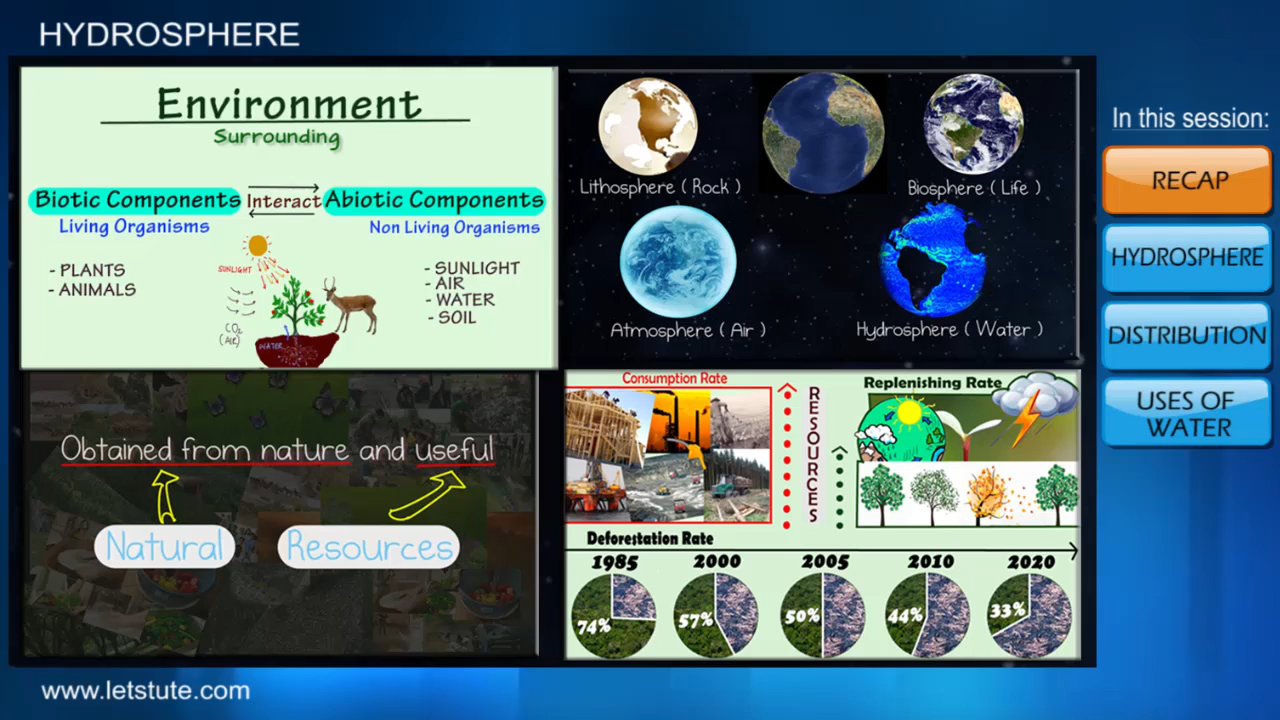 HYDROSPHERE
Environment
Surrounding
Biotic Components Interact Abiotic Components
Living Organisms
Non Living Organisms
- PLANTS
- ANIMALS
SUNLIGHT
CO2
(AIR)
WATER
- SUNLIGHT
- AIR
- WATER
- SOIL
Lithosphere ( Rock )
Biosphere ( Life )
Atmosphere ( Air )
Hydrosphere ( Water )
Obtained from nature and useful
Natural Resources
Consumption Rate
RESOURCES
Replenishing Rate
Deforestation Rate
1985 2000 2005 2010 2020
74% 57% 50% 44% 33%
In this session:
RECAP
HYDROSPHERE
DISTRIBUTION
USES OF
WATER
www.letstute.com